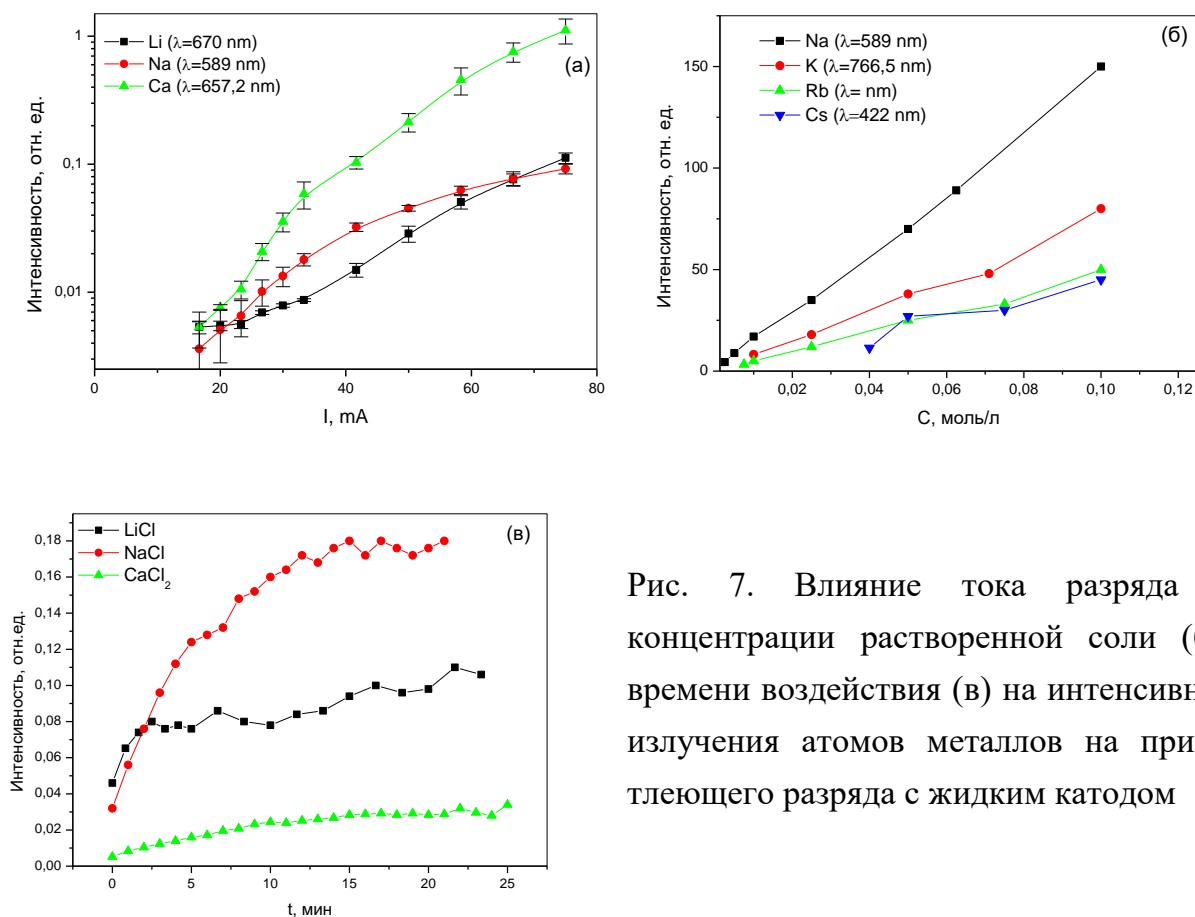 Li (λ=670 nm)
Na (λ=589 nm)
Ca (λ=657,2 nm)
(а)
1
0,1
0,01
Интенсивность, отн. ед.
0 20 40 60 80
I, mA
Na (λ=589 nm)
K (λ=766,5 nm)
Rb (λ= nm)
Cs (λ=422 nm)
(б)
150
100
50
0
Интенсивность, отн. ед.
0,02 0,04 0,06 0,08 0,10 0,12
C, моль/л
LiCl
NaCl
CaCl₂
(в)
0,18
0,16
0,14
0,12
0,10
0,08
0,06
0,04
0,02
0,00
Интенсивность, отн.ед.
0 5 10 15 20 25
t, мин
Рис. 7. Влияние тока разряда
концентрации растворенной соли
времени воздействия (в) на
излучения атомов металлов на
тлеющего разряда с жидким катодом